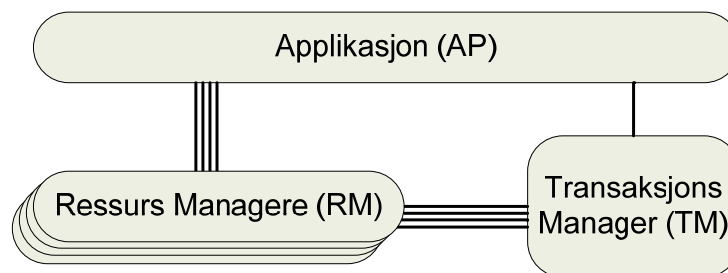 Applikasjon (AP)
Ressurs Managere (RM)
Transaksjons
Manager (TM)